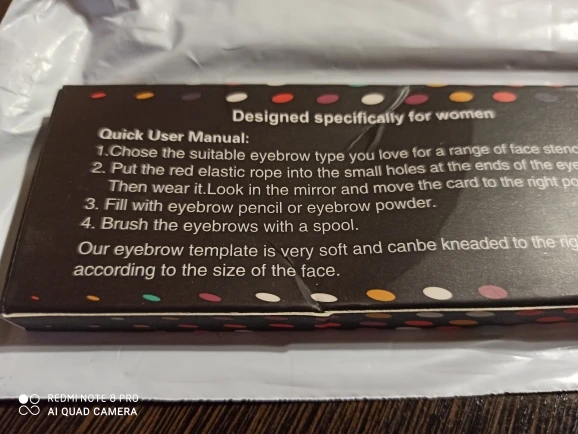 Designed specifically for women
Quick User Manual:
1.Chose the suitable eyebrow type you love for a range of face stenc
2. Put the red elastic rope into the small holes at the ends of the eye
Then wear it.Look in the mirror and move the card to the right po
3. Fill with eyebrow pencil or eyebrow powder.
4. Brush the eyebrows with a spool.
Our eyebrow template is very soft and canbe kneaded to the rig
according to the size of the face.
REDMI NOTE 8 PRO
AI QUAD CAMERA